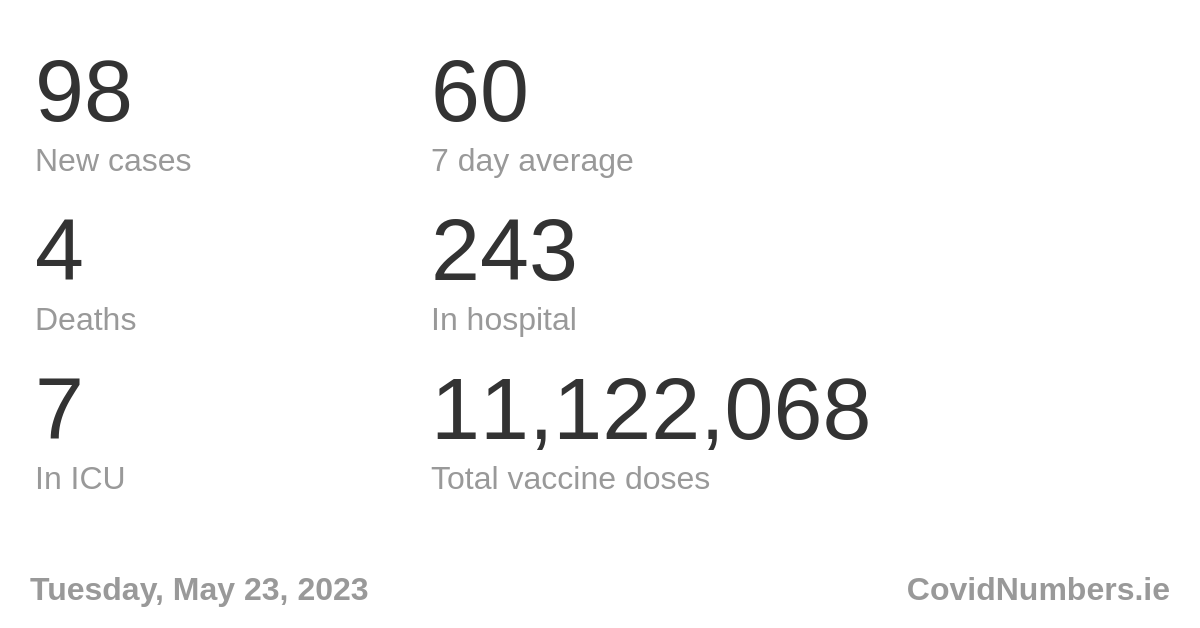 98
60
New cases
7 day average
4
243
Deaths
In hospital
7
11,122,068
In ICU
Total vaccine doses
Tuesday, May 23, 2023
CovidNumbers.ie